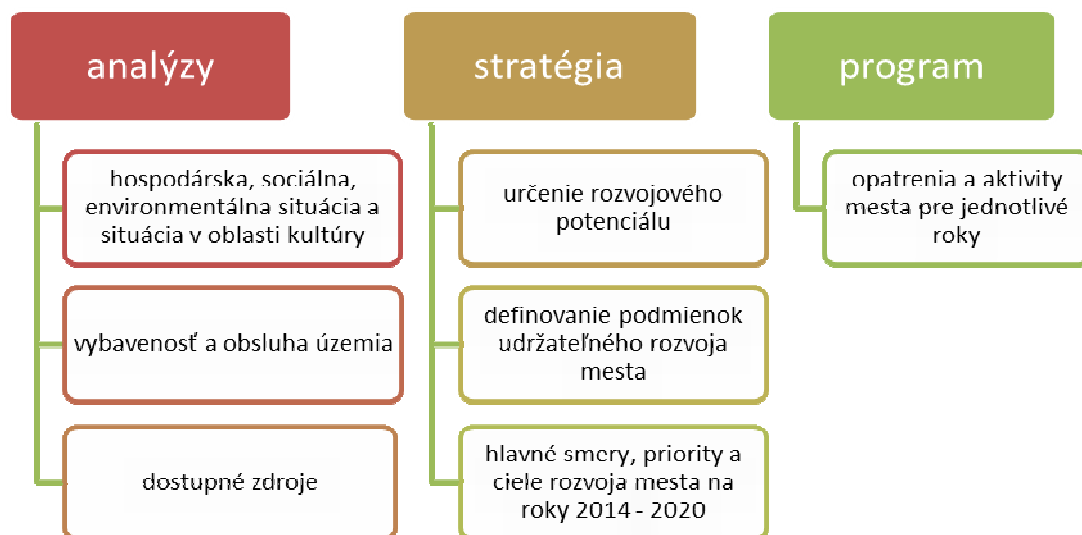 analýzy
hospodárska, sociálna,
environmentálna situácia a
situácia v oblasti kultúry
vybavenosť a obsluha územia
dostupné zdroje
stratégia
určenie rozvojového
potenciálu
definovanie podmienok
udržateľného rozvoja
mesta
hlavné smery, priority a
ciele rozvoja mesta na
roky 2014 - 2020
program
opatrenia a aktivity
mesta pre jednotlivé
roky